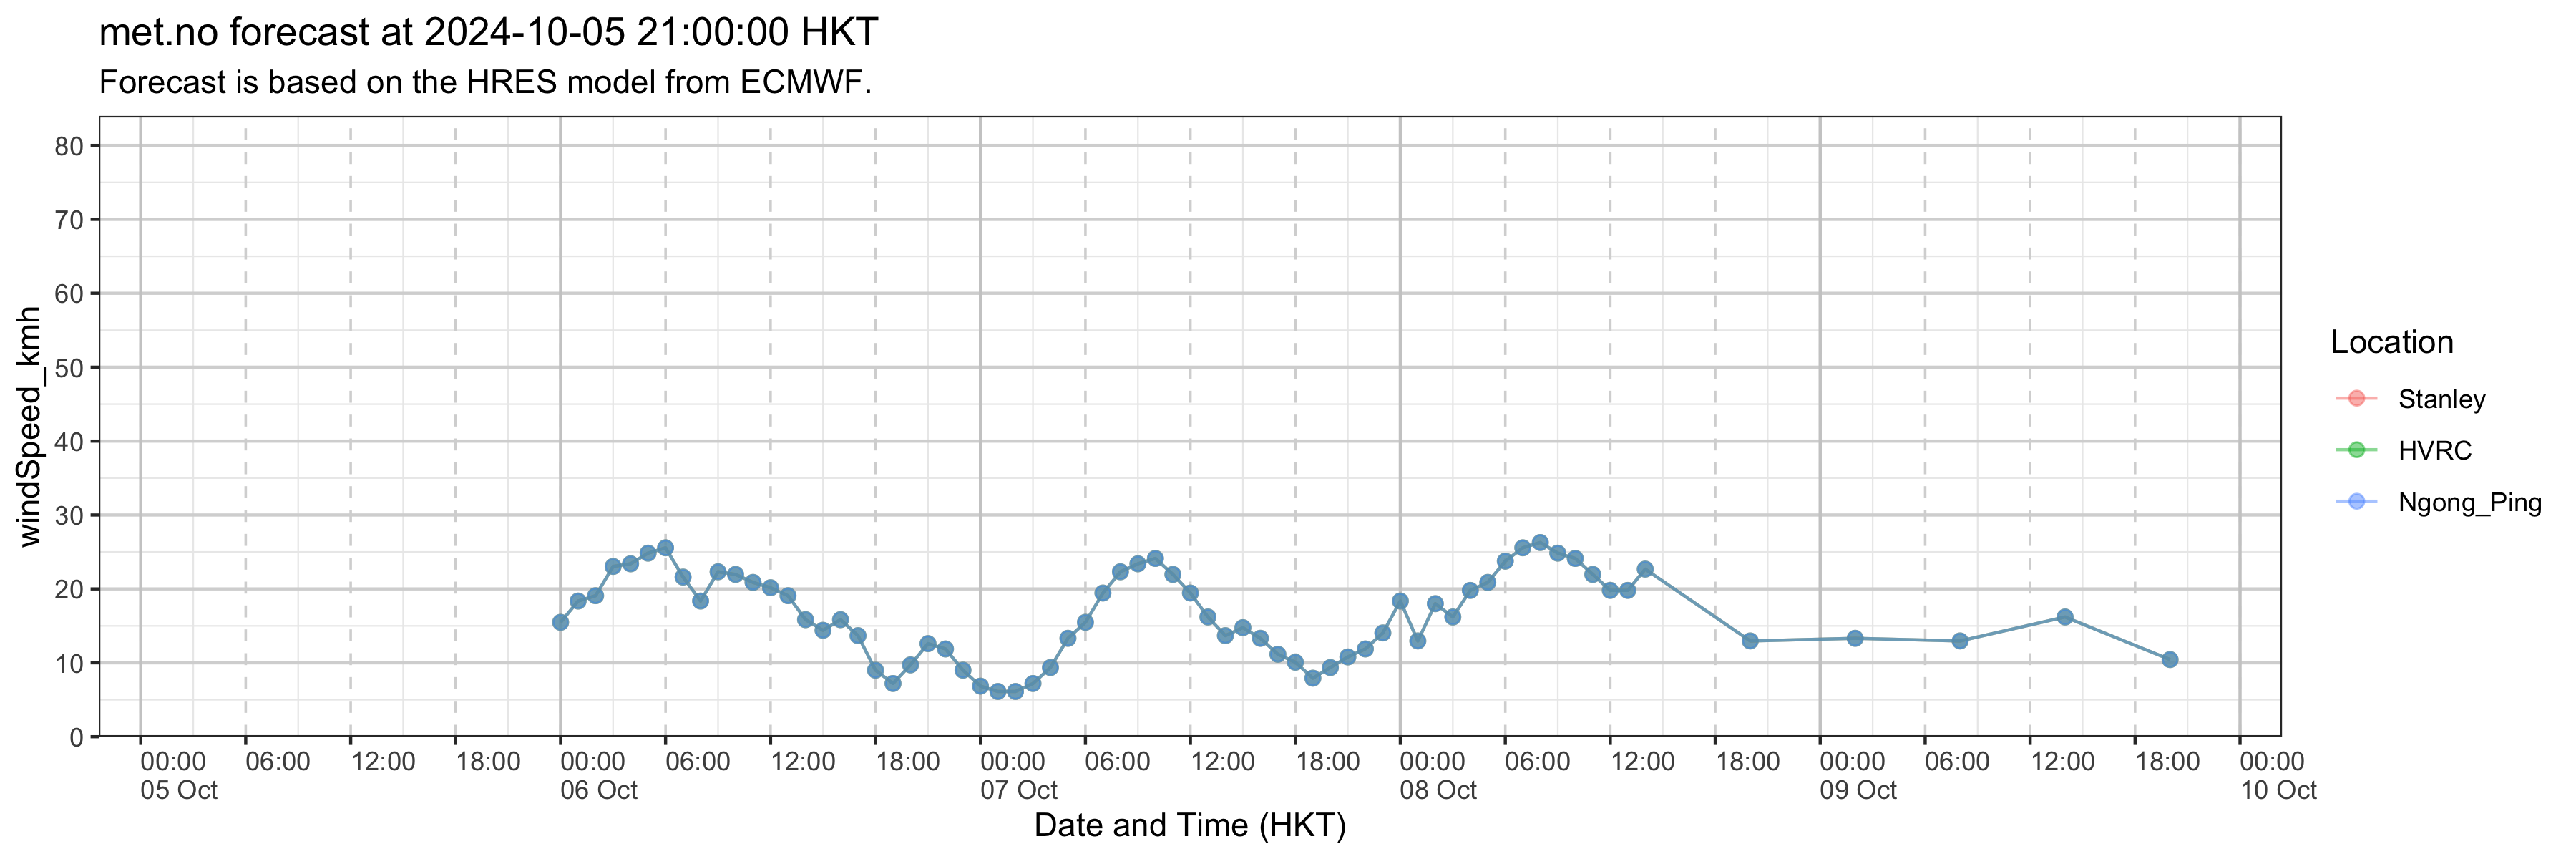 met.no forecast at 2024-10-05 21:00:00 HKT
Forecast is based on the HRES model from ECMWF.
windSpeed_kmh
80
70
60
50
40
30
20
10
0
00:00 06:00 12:00 18:00 00:00 06:00 12:00 18:00 00:00 06:00 12:00 18:00 00:00 06:00 12:00 18:00 00:00 06:00 12:00 18:00 00:00
05 Oct 06 Oct 07 Oct 08 Oct 09 Oct 10 Oct
Date and Time (HKT)
Location
Stanley
HVRC
Ngong_Ping